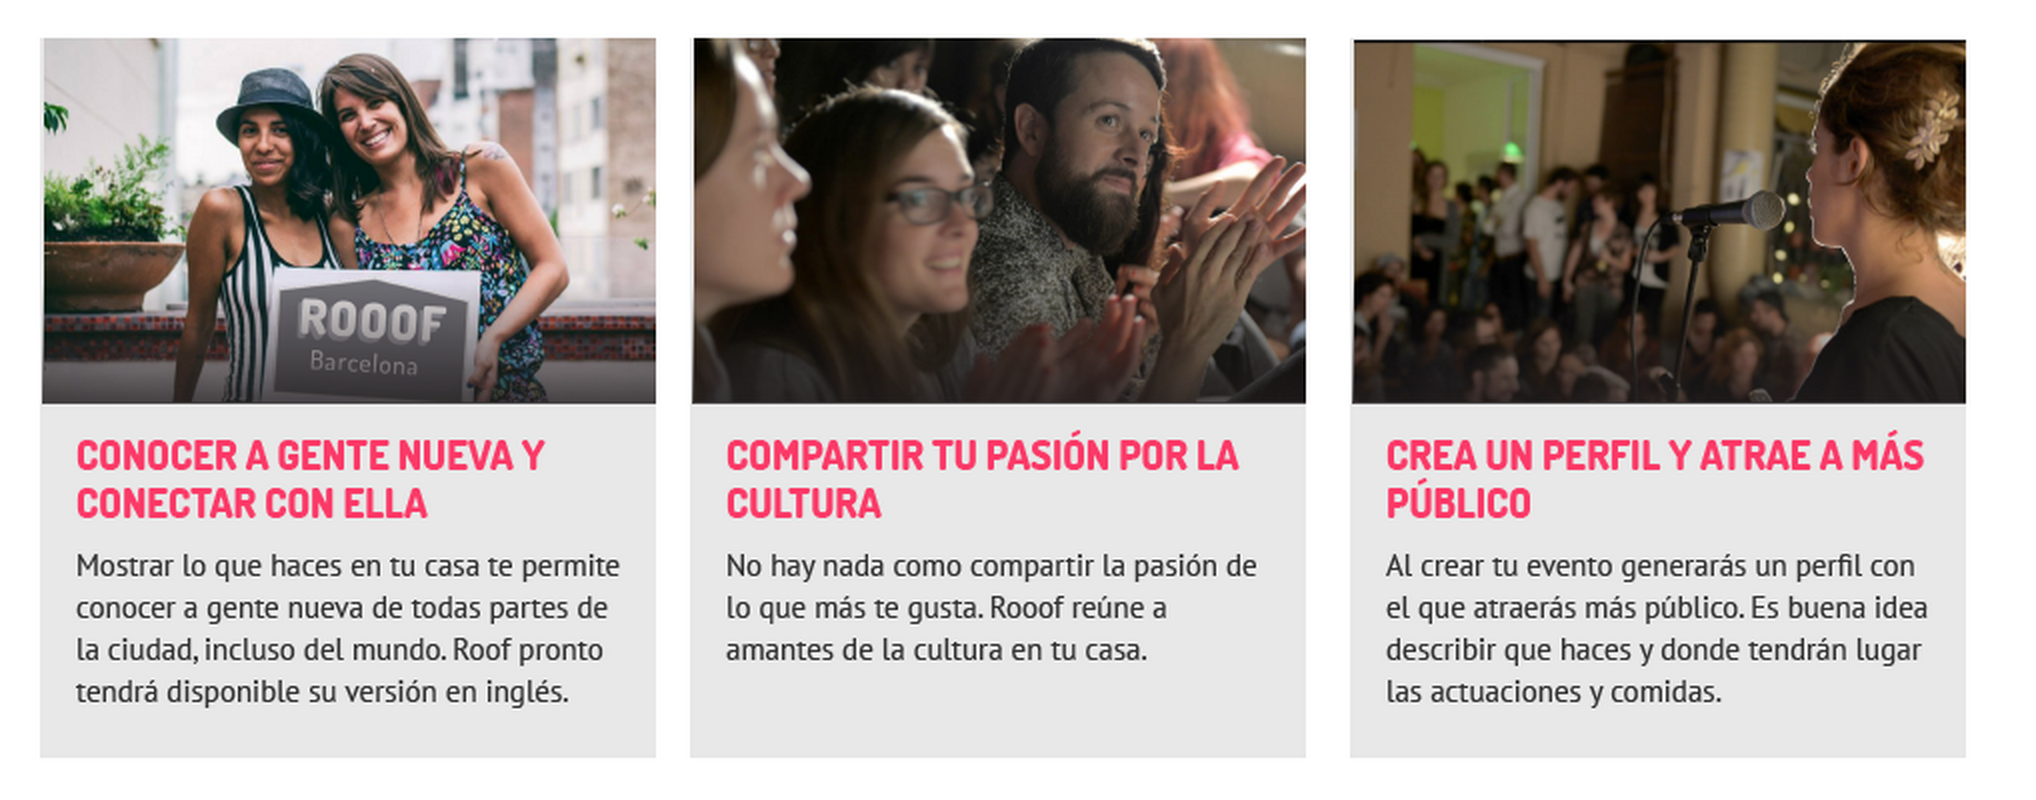 ROOOF
Barcelona
CONOCER A GENTE NUEVA Y
CONECTAR CON ELLA
Mostrar lo que haces en tu casa te permite
conocer a gente nueva de todas partes de
la ciudad, incluso del mundo. Roof pronto
tendrá disponible su versión en inglés.
COMPARTIR TU PASIÓN POR LA
CULTURA
No hay nada como compartir la pasión de
lo que más te gusta. Rooof reúne a
amantes de la cultura en tu casa.
CREA UN PERFIL Y ATRAE A MÁS
PÚBLICO
Al crear tu evento generarás un perfil con
el que atraerás más público. Es buena idea
describir que haces y donde tendrán lugar
las actuaciones y comidas.